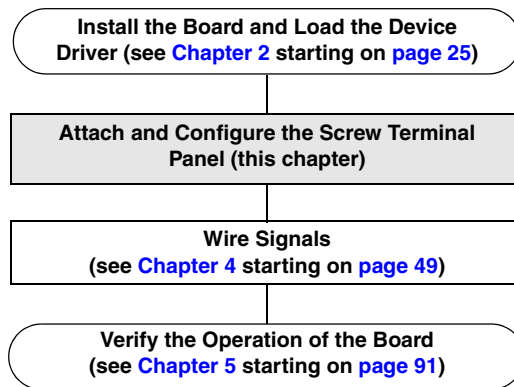 Install the Board and Load the Device
Driver (see Chapter 2 starting on page 25)
Attach and Configure the Screw Terminal
Panel (this chapter)
Wire Signals
(see Chapter 4 starting on page 49)
Verify the Operation of the Board
(see Chapter 5 starting on page 91)